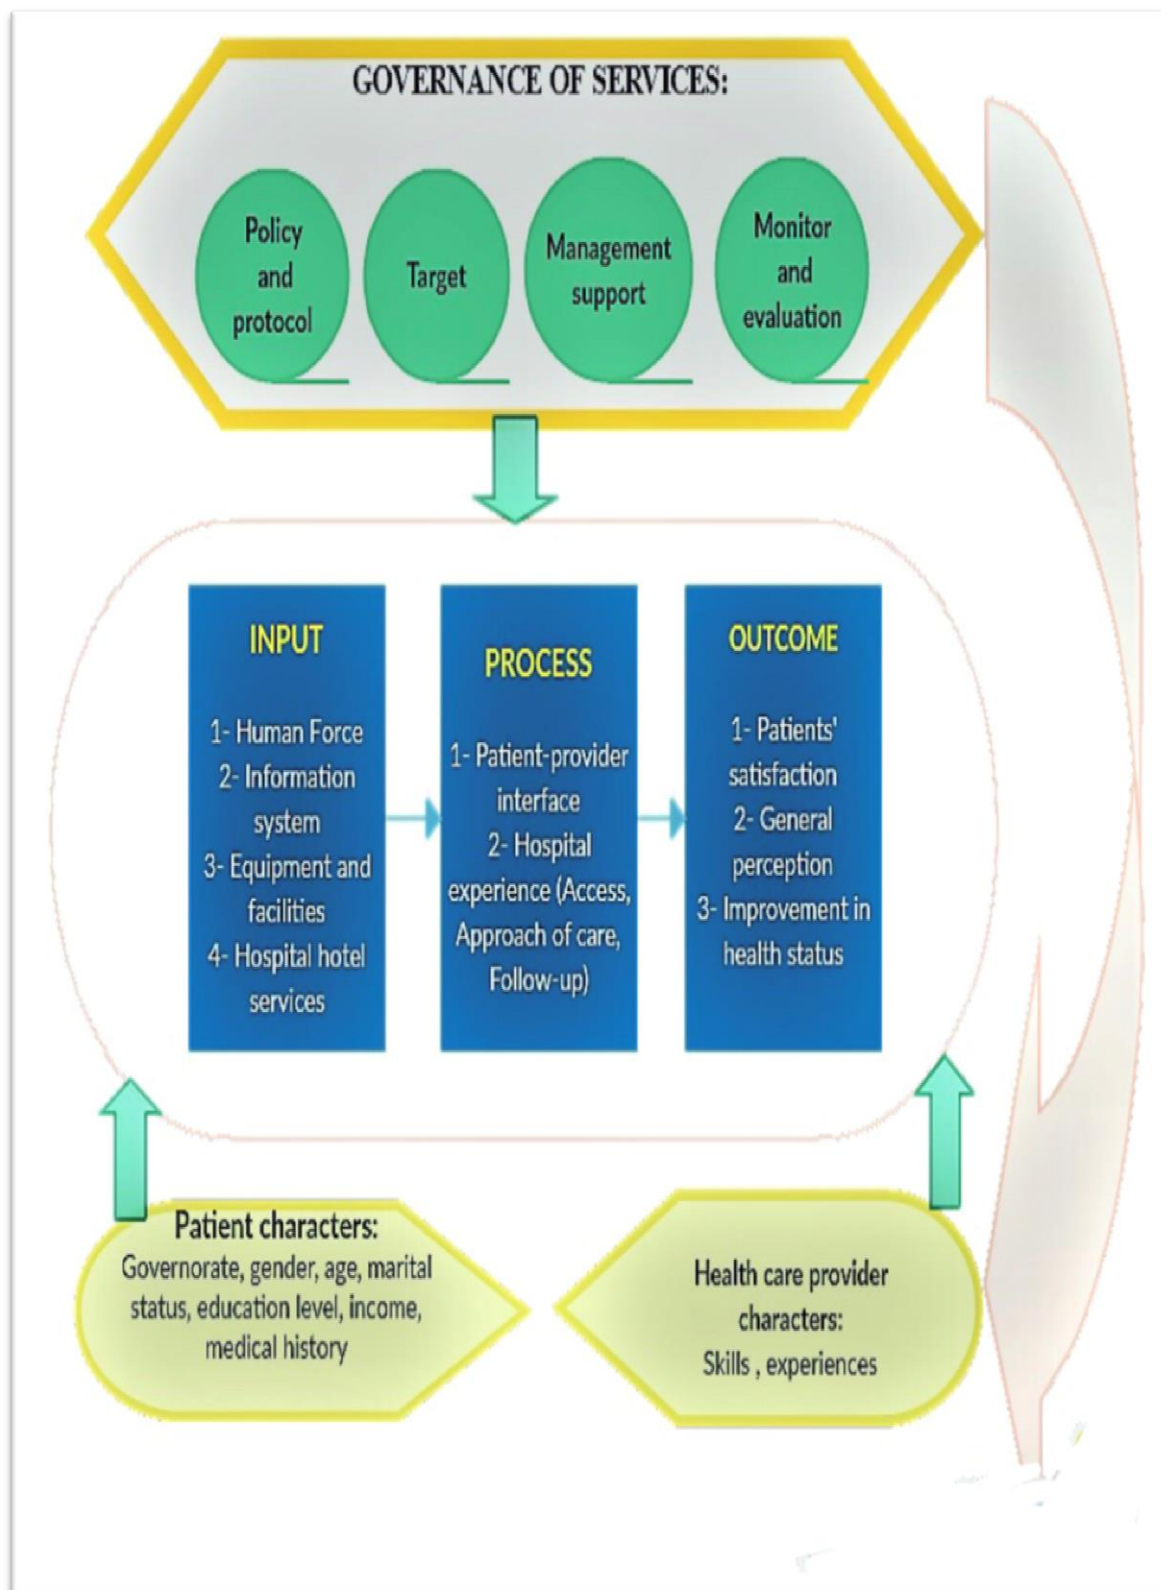 GOVERNANCE OF SERVICES:
Policy
and
protocol
Target
Management
support
Monitor
and
evaluation
INPUT
1- Human Force
2- Information
system
3- Equipment and
facilities
4- Hospital hotel
services
PROCESS
1- Patient-provider
interface
2- Hospital
experience (Access,
Approach of care,
Follow-up)
OUTCOME
1- Patients'
satisfaction
2- General
perception
3- Improvement in
health status
Patient characters:
Governorate, gender, age, marital
status, education level, income,
medical history
Health care provider
characters:
Skills , experiences